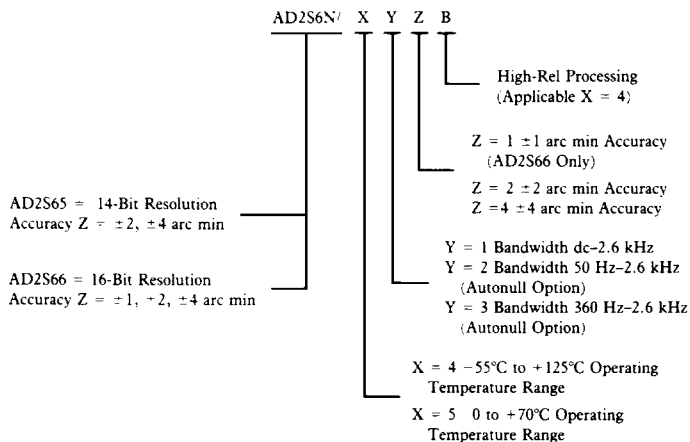 AD2S6N/ X Y Z B
High-Rel Processing
(Applicable X = 4)
Z = 1 ±1 arc min Accuracy
(AD2S66 Only)
Z = 2 ±2 arc min Accuracy
Z =4 ±4 arc min Accuracy
AD2S65 = 14-Bit Resolution
Accuracy Z = ±2, ±4 arc min
AD2S66 = 16-Bit Resolution
Accuracy Z = ±1, +2, ±4 arc min
Y = 1 Bandwidth dc–2.6 kHz
Y = 2 Bandwidth 50 Hz–2.6 kHz
(Autonull Option)
Y = 3 Bandwidth 360 Hz–2.6 kHz
(Autonull Option)
X = 4 −55°C to +125°C Operating
Temperature Range
X = 5 0 to +70°C Operating
Temperature Range